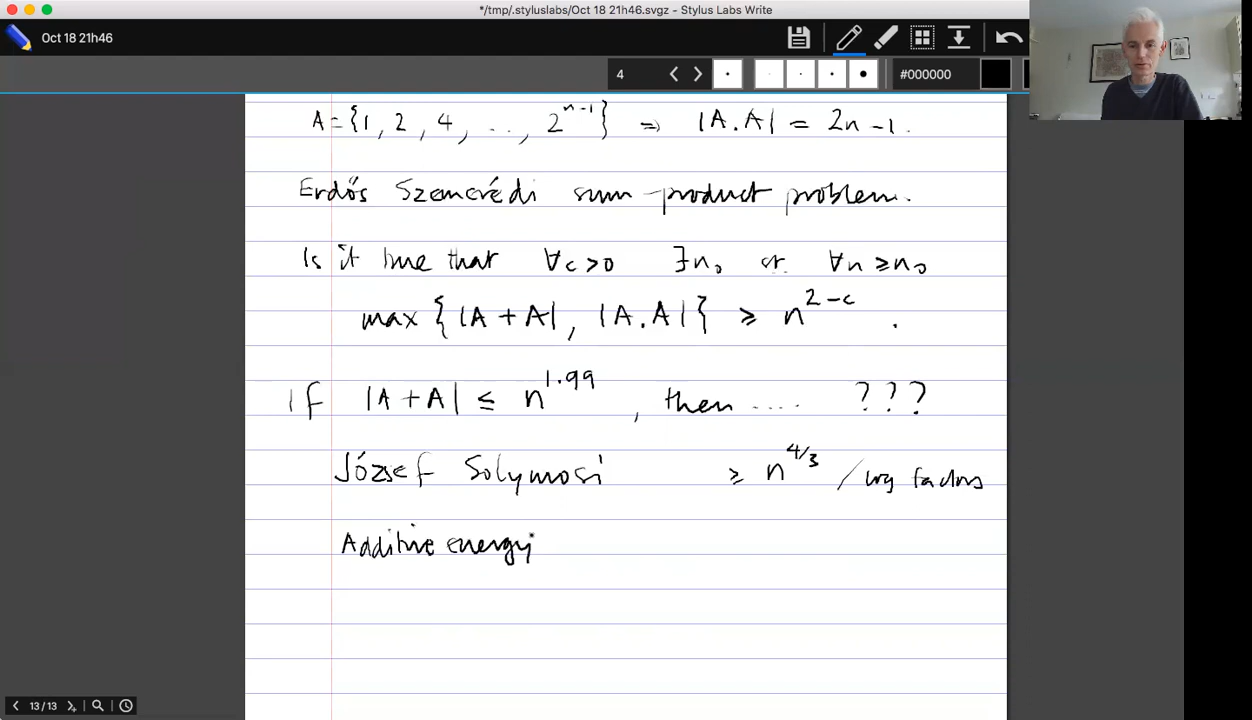 */tmp/.styluslabs/Oct 18 21h46.svgz - Stylus Labs Write
Oct 18 21h46
4
#000000
A = {1, 2, 4, ..., 2^{n-1}} ⇒ |A.A| = 2n-1.
Erdős Szemerédi sum-product problem.
Is it true that ∀c>0 ∃n₀ st ∀n≥n₀
max {|A+A|, |A.A|} ≥ n^{2-c}.
If |A+A| ≤ n^{1.99}, then .... ???
József Solymosi ≥ n^{4/3} / log factors
Additive energy
13/13